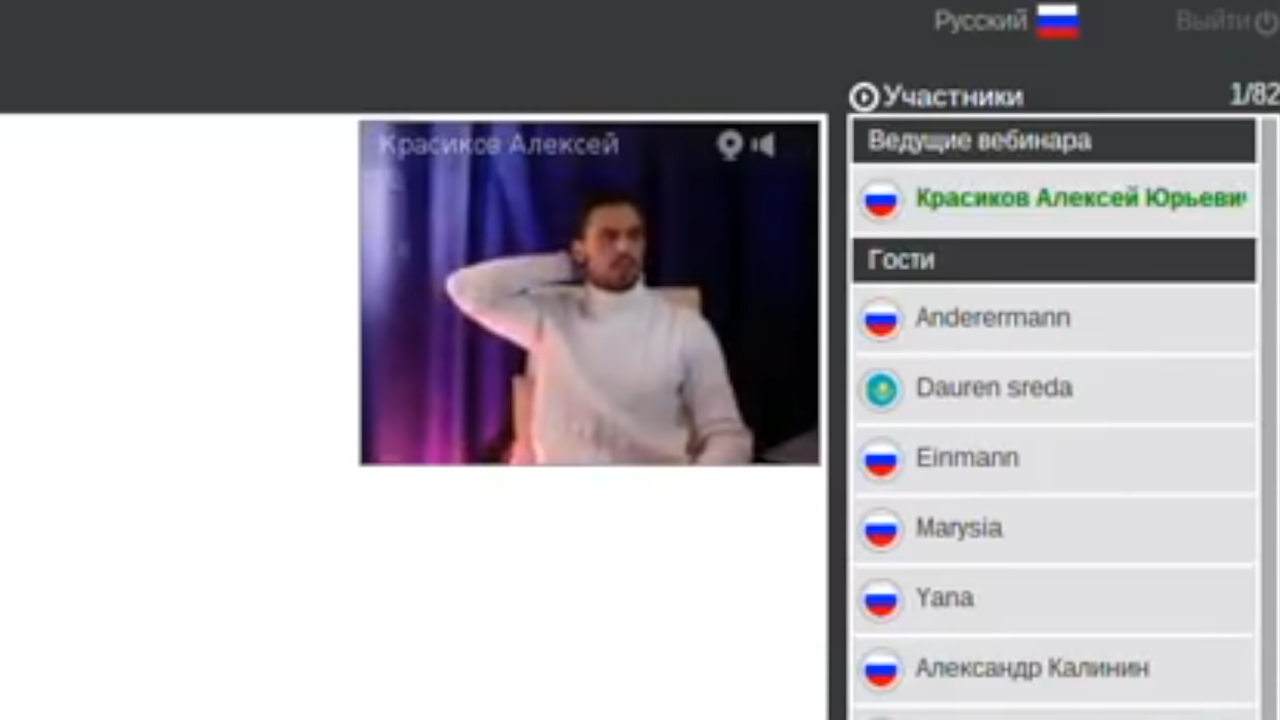 Русский
Выйти
Участники 1/82
Красиков Алексей
Ведущие вебинара
Красиков Алексей Юрьеви
Гости
Anderermann
Dauren sreda
Einmann
Marysia
Yana
Александр Калинин